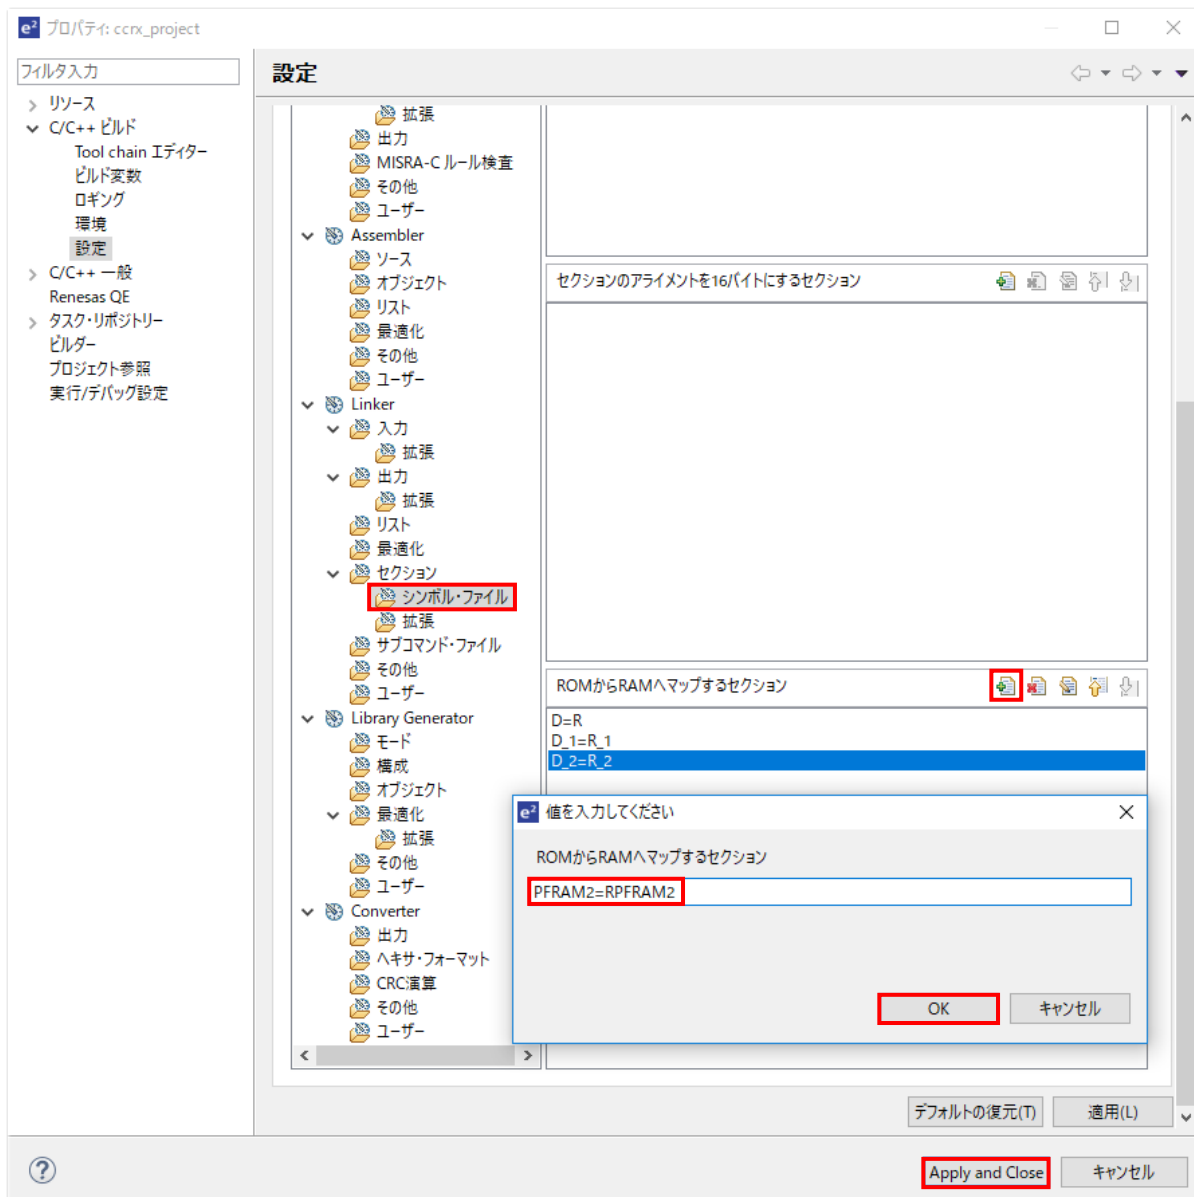 e² プロパティ: ccrx_project
フィルタ入力
リソース
C/C++ ビルド
Tool chain エディター
ビルド変数
ロギング
環境
設定
C/C++ 一般
Renesas QE
タスク・リポジトリー
ビルダー
プロジェクト参照
実行/デバッグ設定
設定
拡張
出力
MISRA-C ルール検査
その他
ユーザー
Assembler
ソース
オブジェクト
リスト
最適化
その他
ユーザー
Linker
入力
拡張
出力
拡張
リスト
最適化
セクション
シンボル・ファイル
拡張
サブコマンド・ファイル
その他
ユーザー
Library Generator
モード
構成
オブジェクト
最適化
拡張
その他
ユーザー
Converter
出力
ヘキサ・フォーマット
CRC演算
その他
ユーザー
セクションのアライメントを16バイトにするセクション
ROMからRAMへマップするセクション
D=R
D_1=R_1
D_2=R_2
e² 値を入力してください
ROMからRAMへマップするセクション
PFRAM2=RPFRAM2
OK
キャンセル
デフォルトの復元(T)
適用(L)
Apply and Close
キャンセル